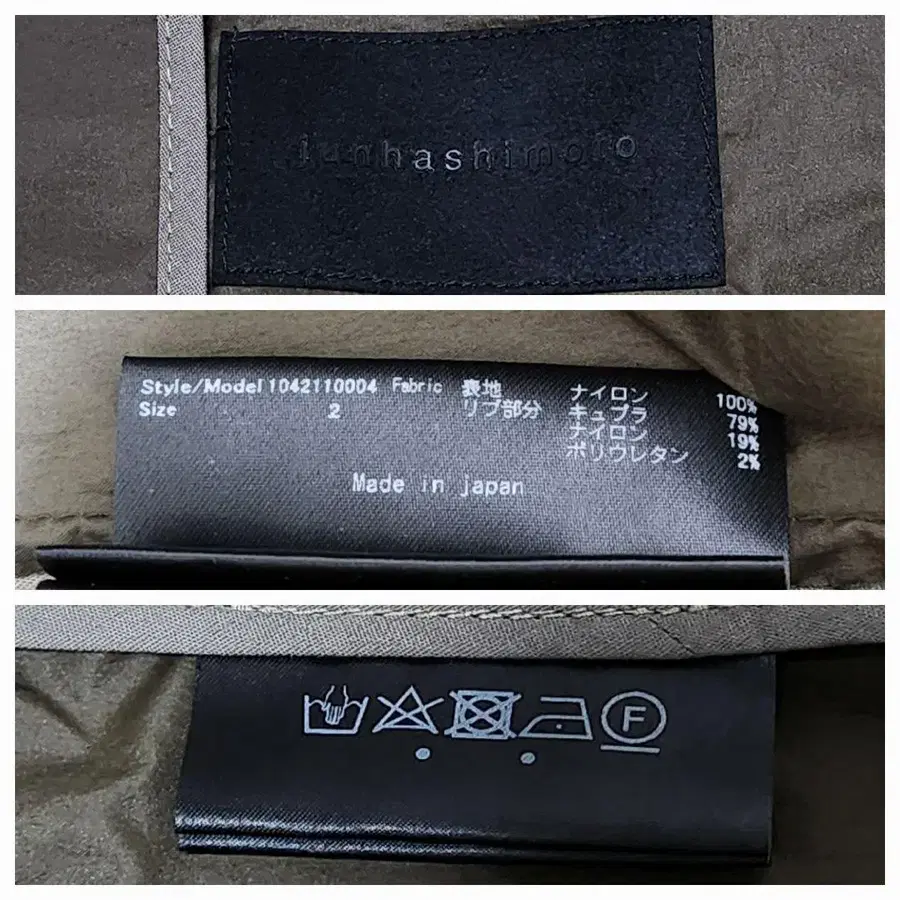 junhashimoto
Style/Model 1042110004 Fabric 表地 ナイロン 100%
Size 2 リブ部分 キュプラ 79%
ナイロン 19%
ポリウレタン 2%
Made in japan
F